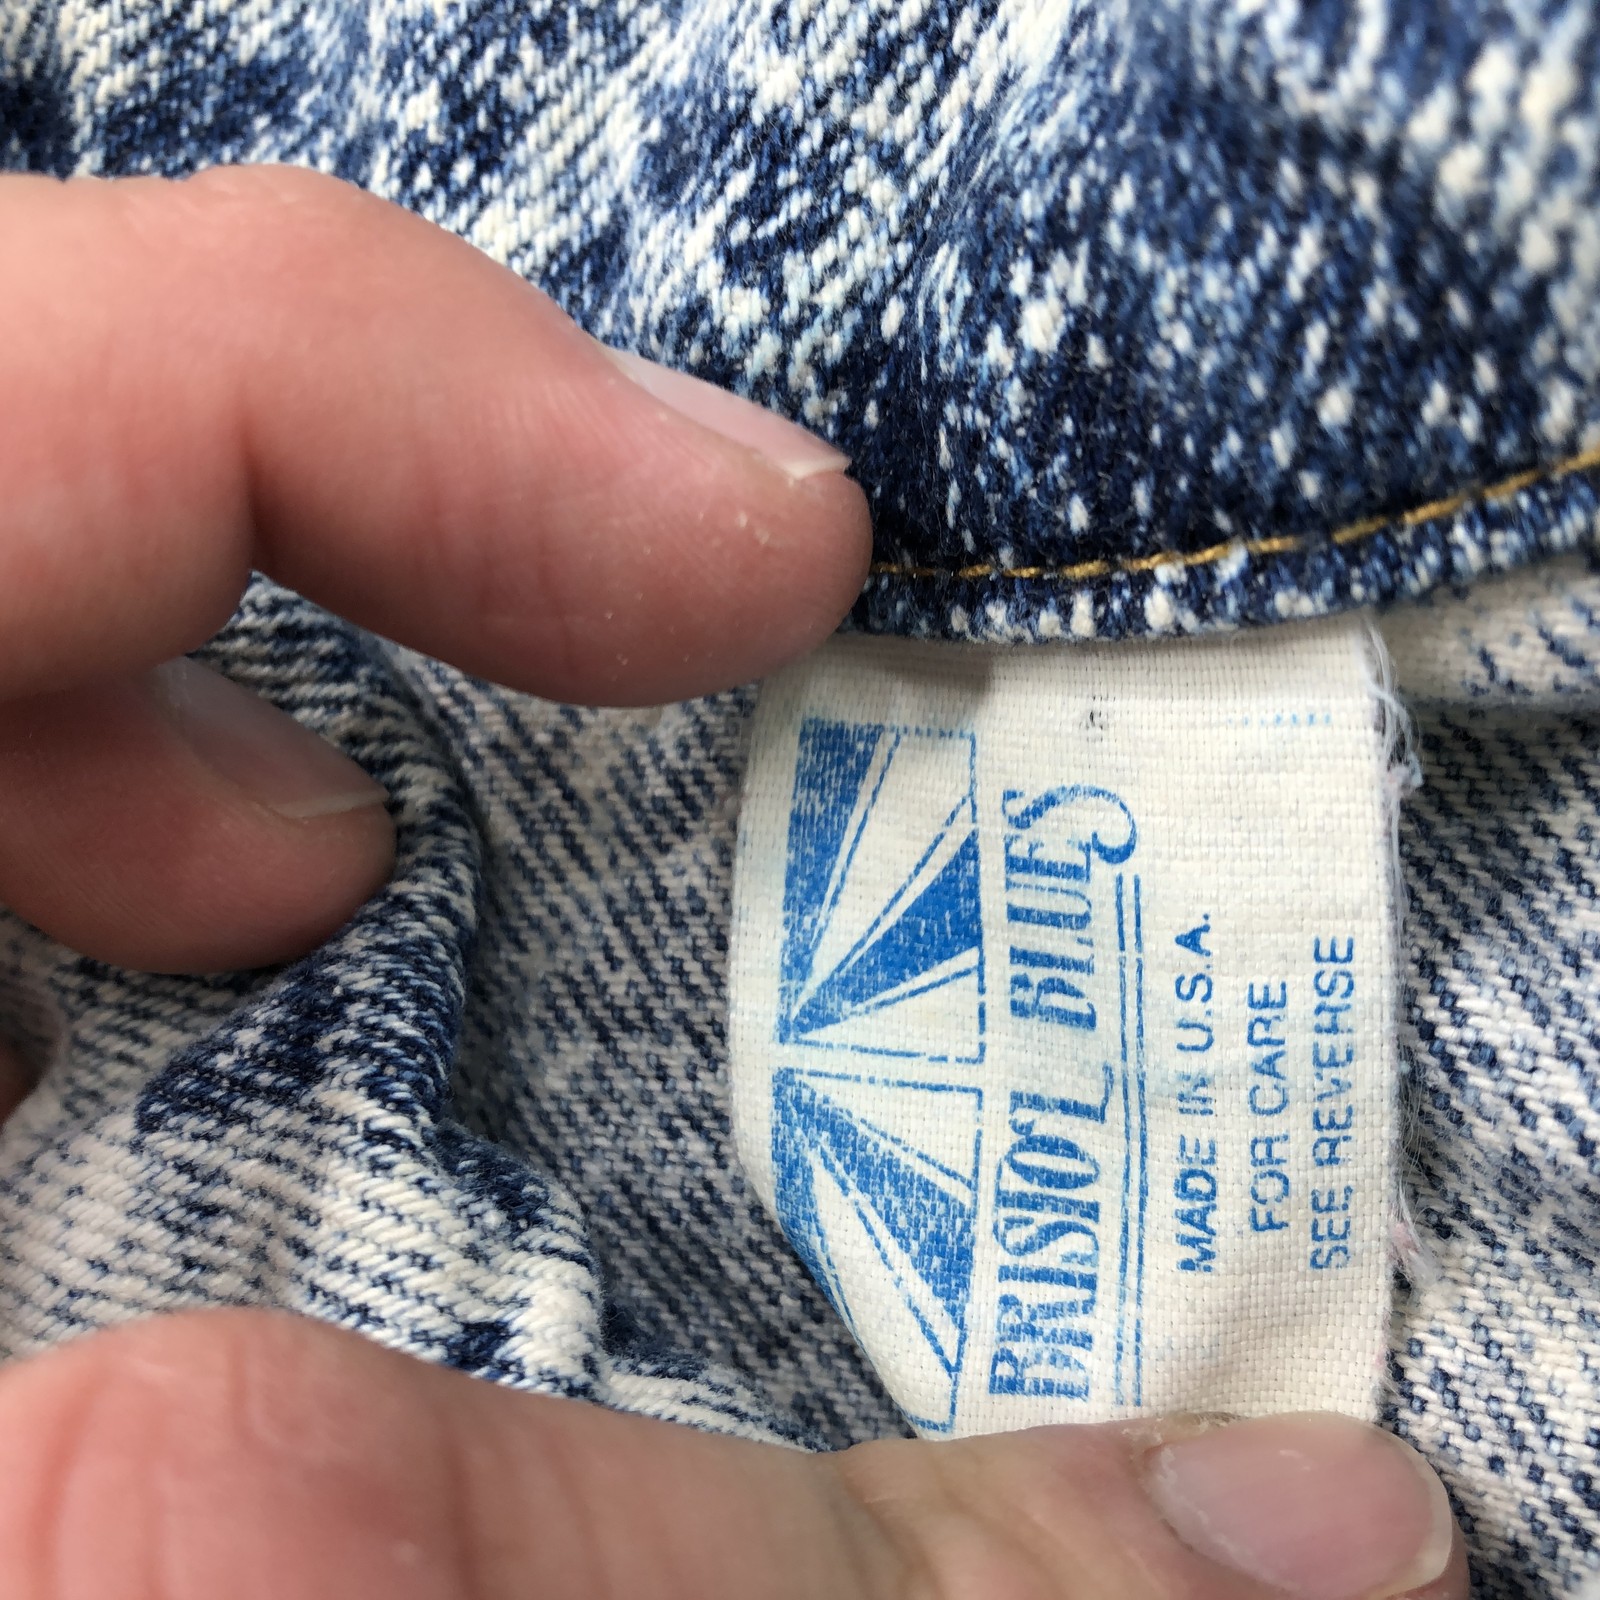 BRISTOL BLUES
MADE IN U.S.A.
FOR CARE
SEE REVERSE